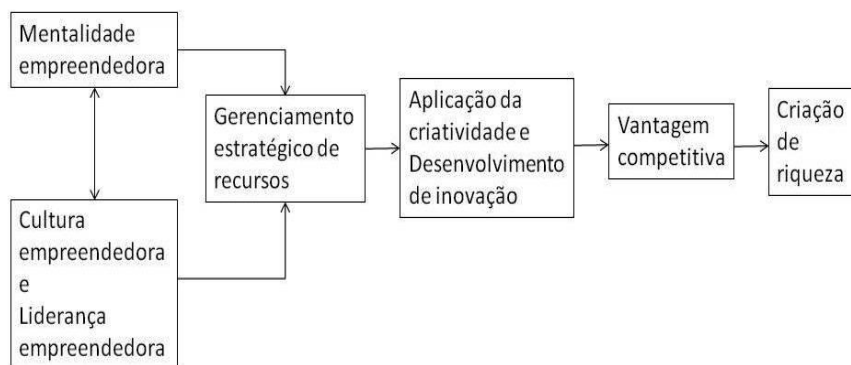 Mentalidade
empreendedora
Gerenciamento
estratégico de
recursos
Aplicação da
criatividade e
Desenvolvimento
de inovação
Vantagem
competitiva
Criação
de
riqueza
Cultura
empreendedora
e
Liderança
empreendedora